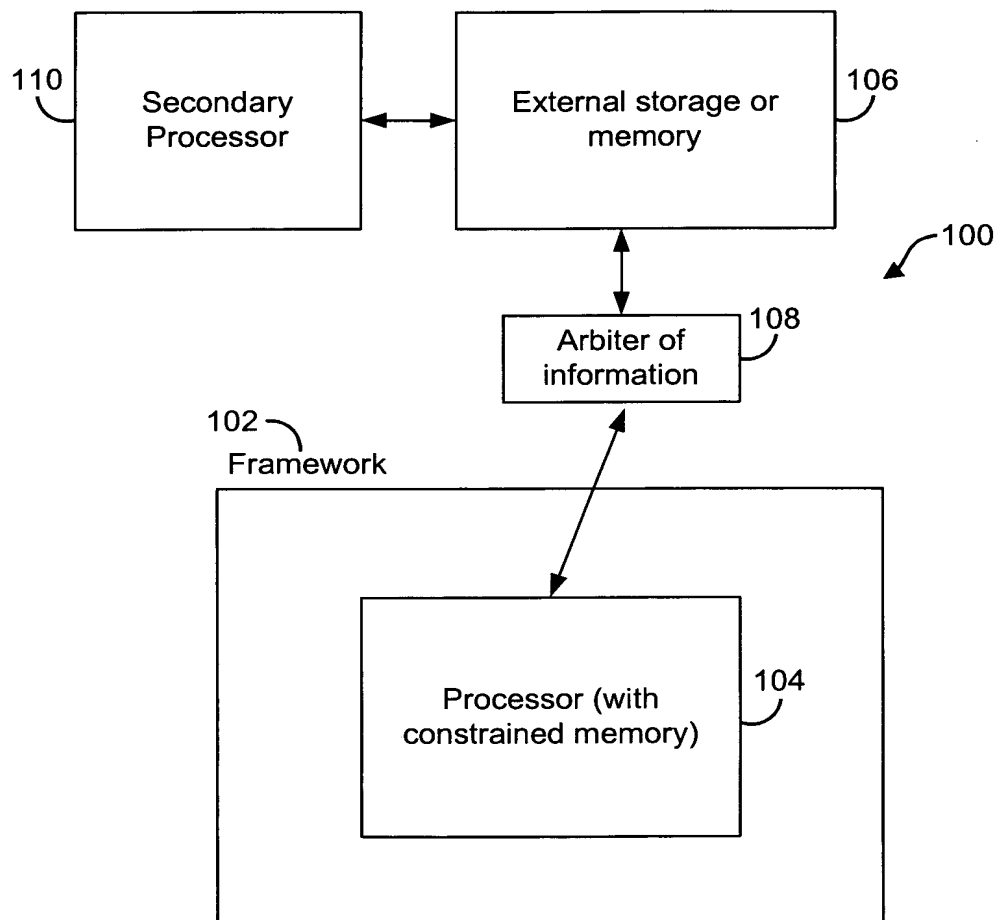 110
Secondary
Processor
External storage or
memory
106
100
Arbiter of
information
108
102
Framework
Processor (with
constrained memory)
104